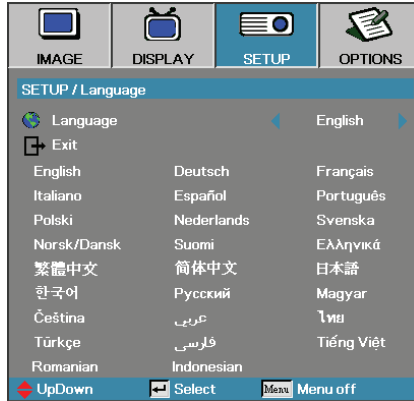 IMAGE DISPLAY SETUP OPTIONS
SETUP / Language
Language English
Exit
English Deutsch Français
Italiano Español Português
Polski Nederlands Svenska
Norsk/Dansk Suomi Ελληνικά
繁體中文 简体中文 日本語
한국어 Русский Magyar
Čeština عربي ไทย
Türkçe فارسی Tiếng Việt
Romanian Indonesian
UpDown Select Menu Menu off